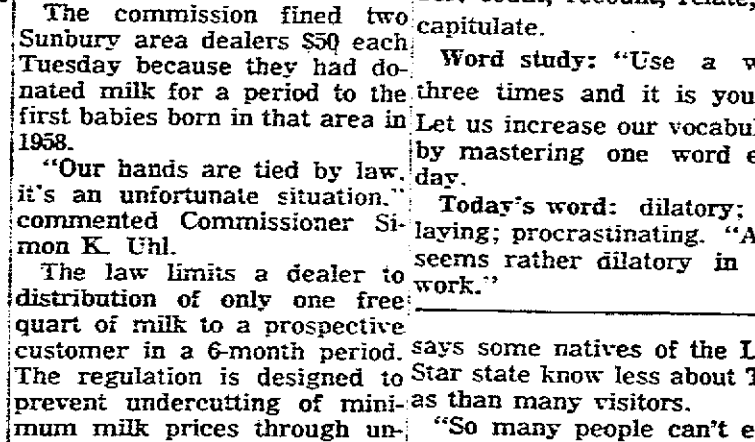 The commission fined two
Sunbury area dealers $50 each
Tuesday because they had do-
nated milk for a period to the
first babies born in that area in
1958.
"Our hands are tied by law.
it's an unfortunate situation."
commented Commissioner Si-
mon K. Uhl.
The law limits a dealer to
distribution of only one free
quart of milk to a prospective
customer in a 6-month period.
The regulation is designed to
prevent undercutting of mini-
mum milk prices through un-
capitulate.
Word study: "Use a
three times and it is
Let us increase our
by mastering one word
day.
Today's word: dilatory;
laying; procrastinating.
seems rather dilatory in
work."
says some natives of the
Star state know less about
as than many visitors.
"So many people can't